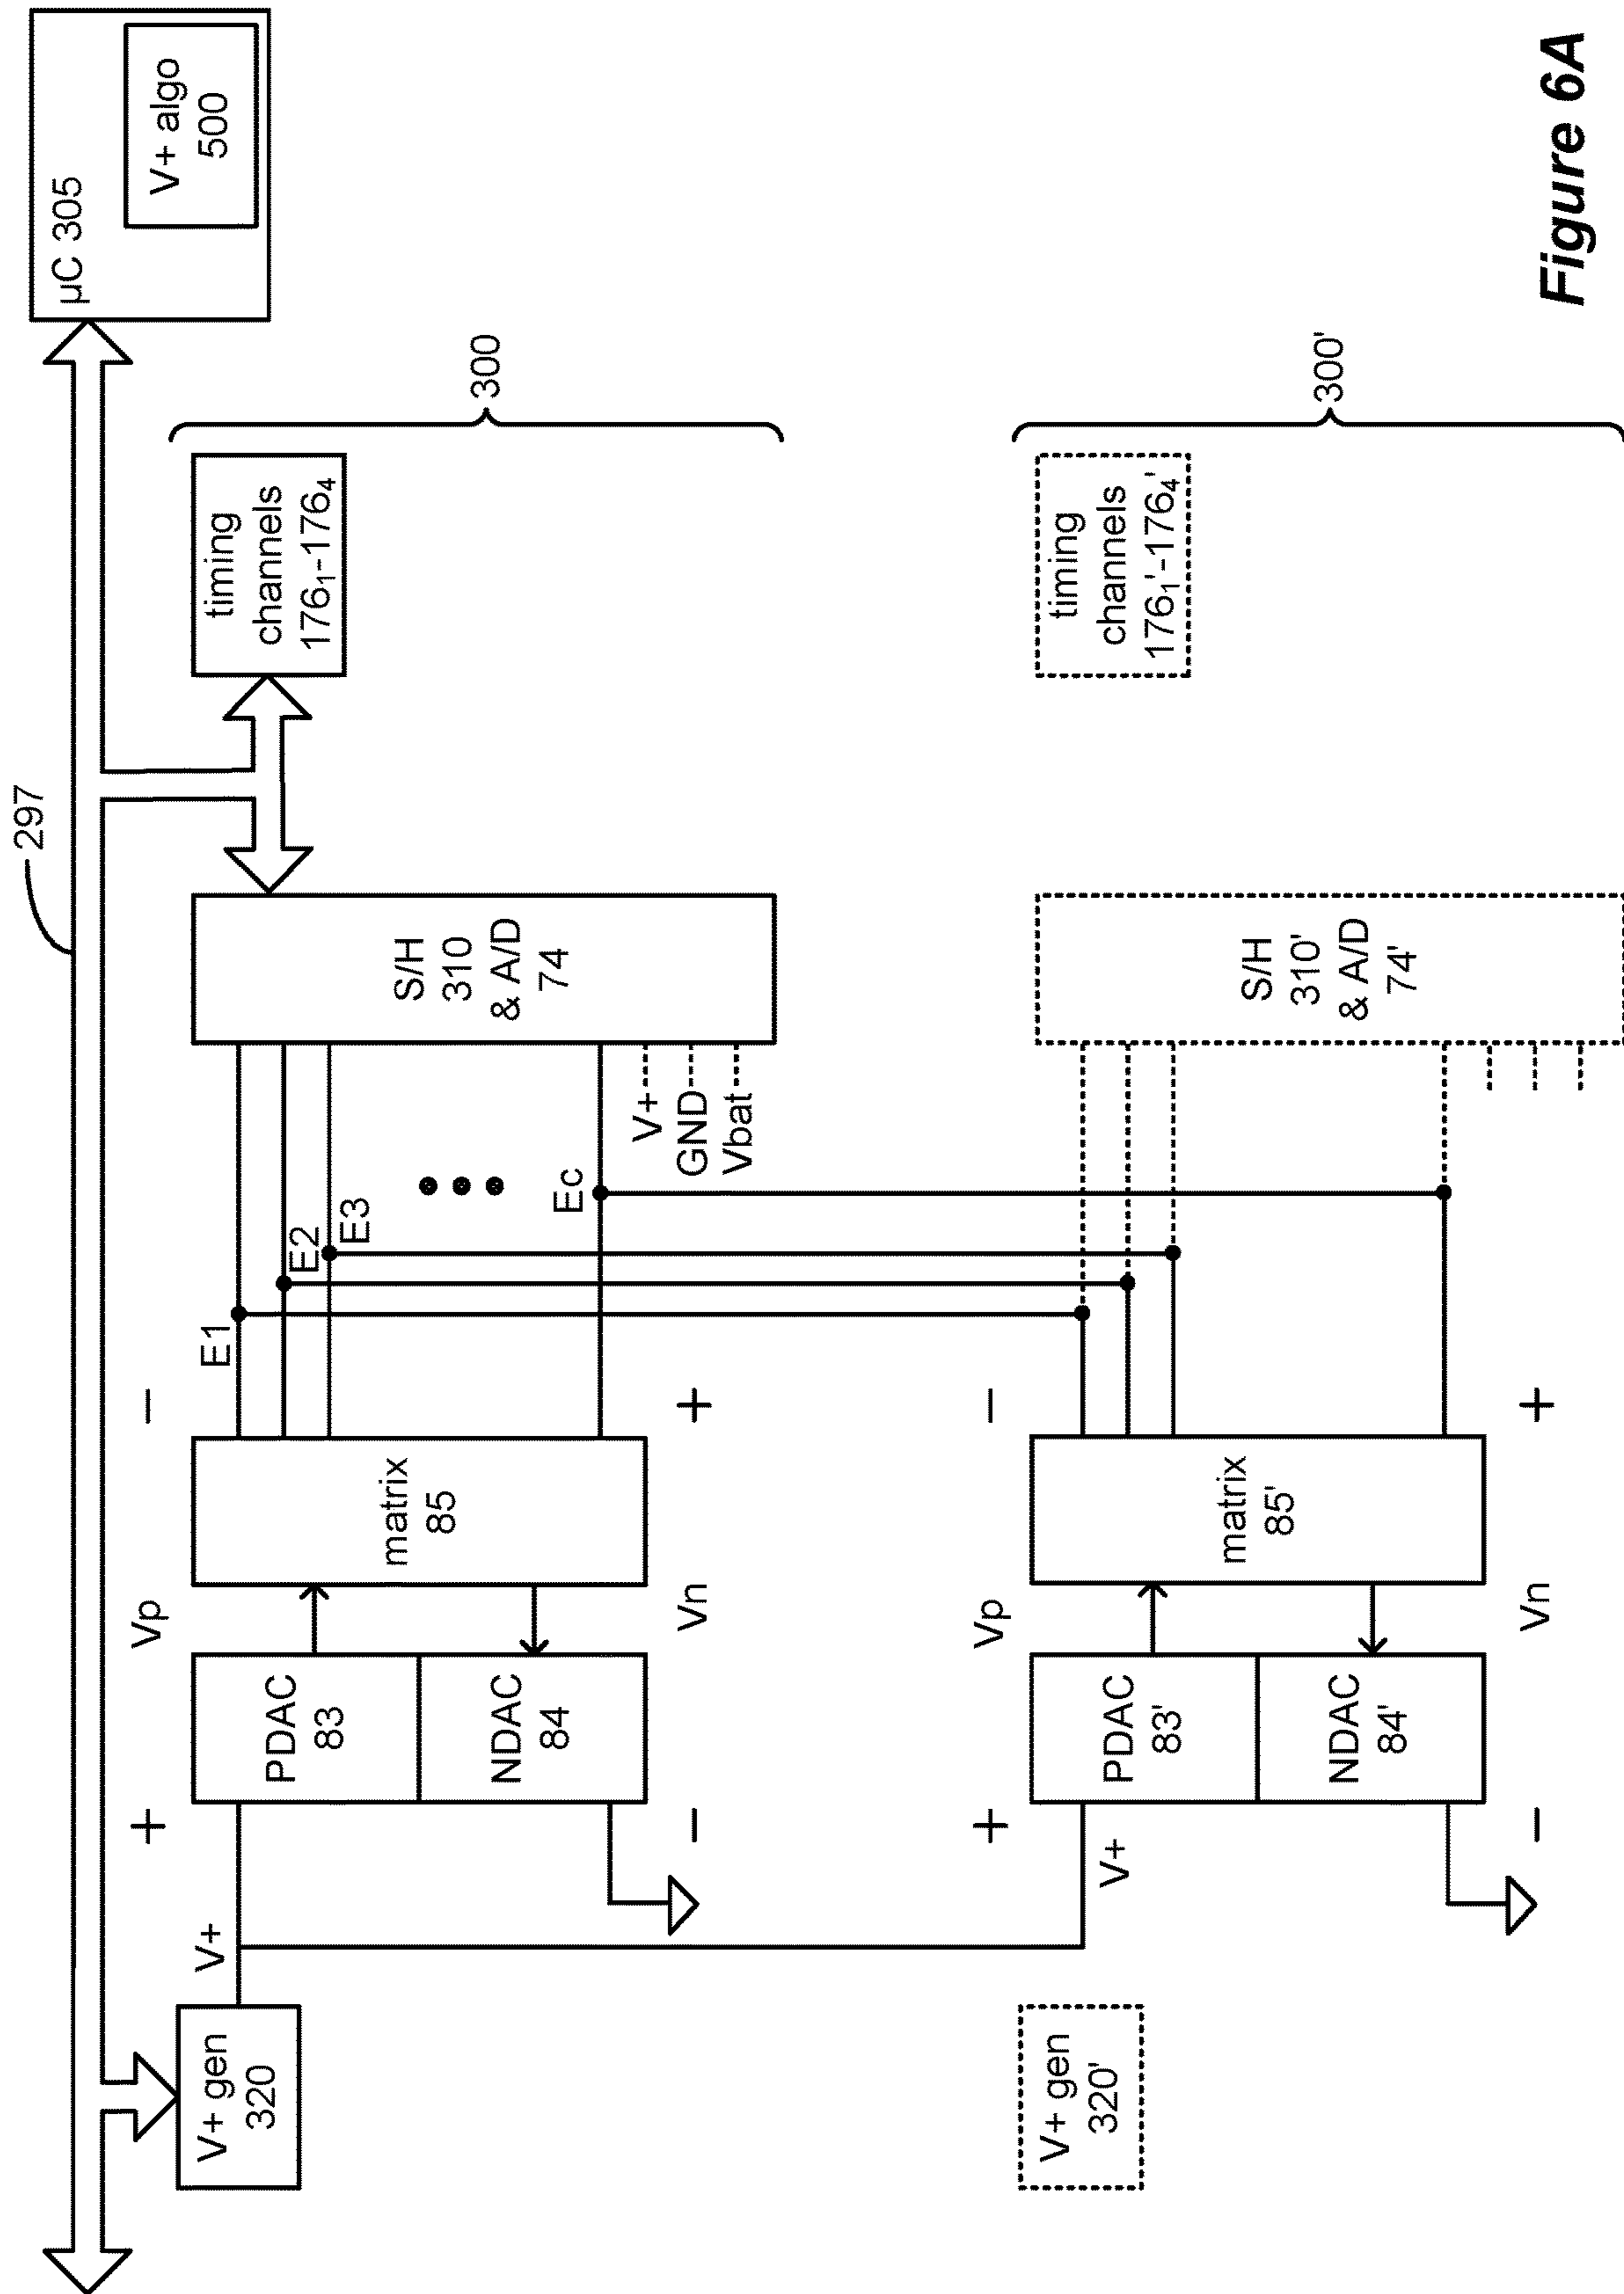 297
µC 305
V+ algo
500
V+ gen
320
V+
+
−
PDAC
83
NDAC
84
Vp
Vn
matrix
85
−
+
E1
E2
E3
Ec
V+
GND
Vbat
S/H
310
& A/D
74
timing
channels
176₁-176₄
300
V+ gen
320'
V+
+
−
PDAC
83'
NDAC
84'
Vp
Vn
matrix
85'
−
+
S/H
310'
& A/D
74'
timing
channels
176₁'-176₄'
300'
Figure 6A